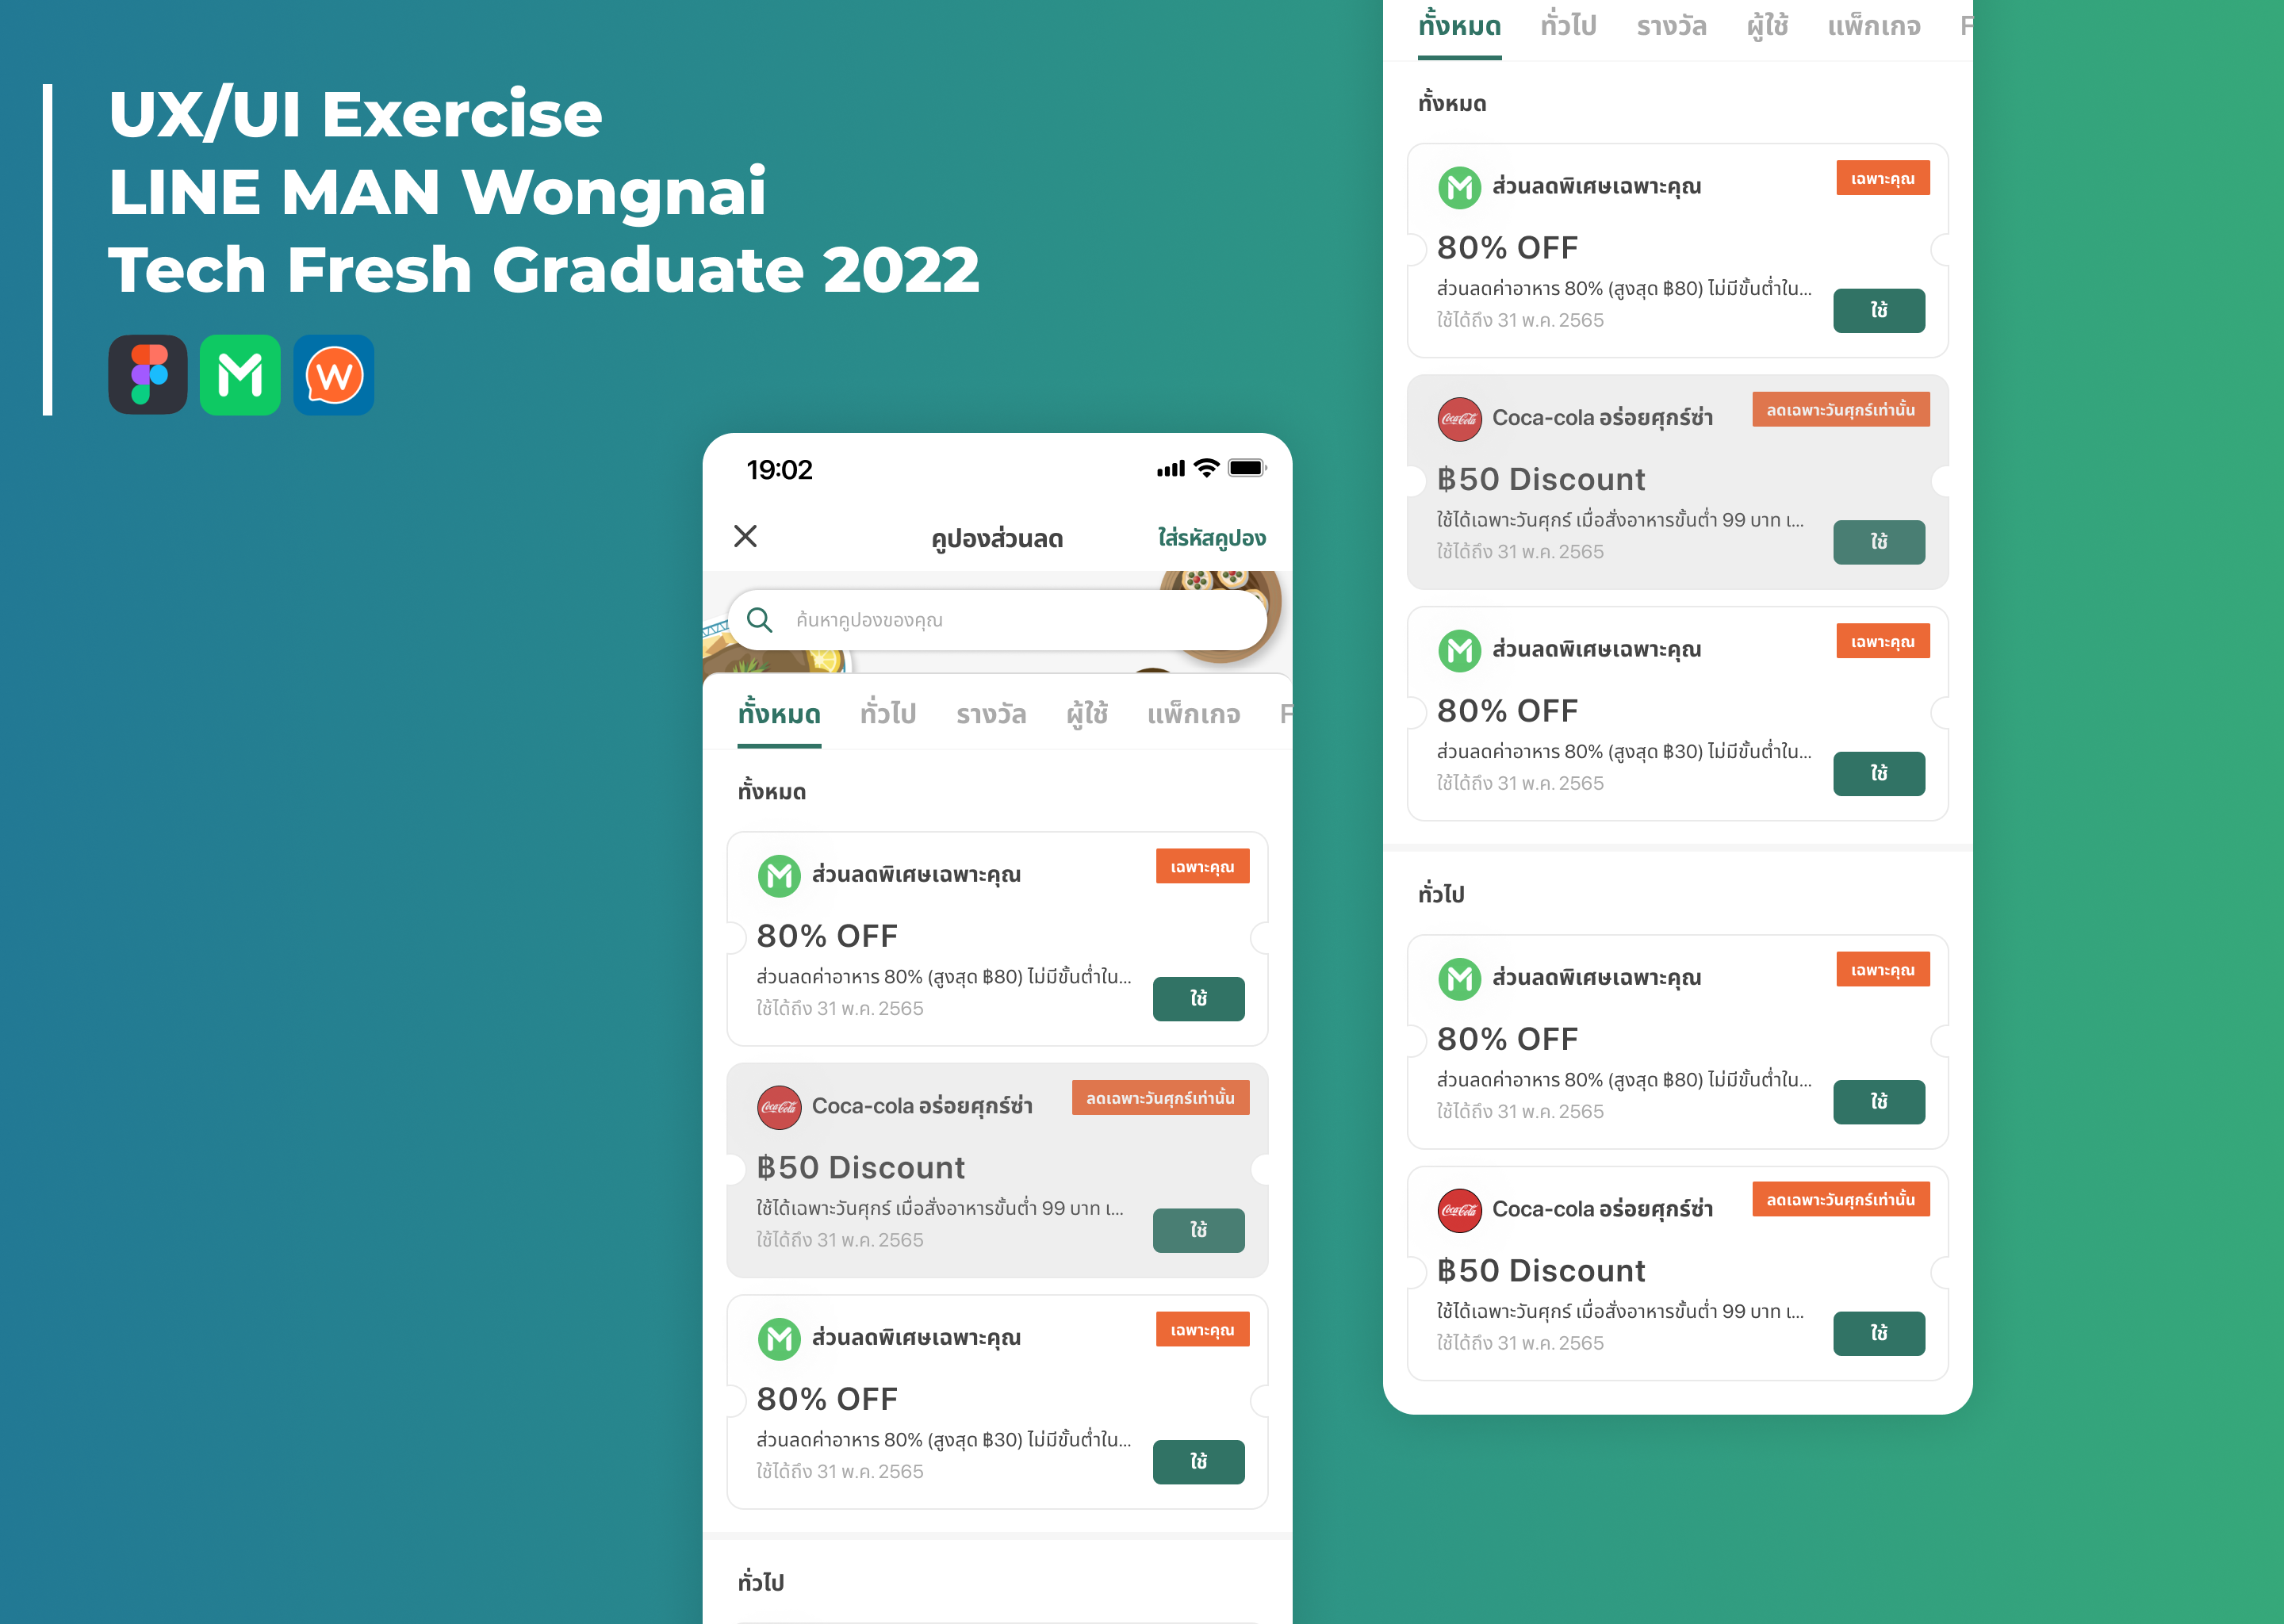 UX/UI Exercise
LINE MAN Wongnai
Tech Fresh Graduate 2022
W
19:02
คูปองส่วนลด
ใส่รหัสคูปอง
ค้นหาคูปองของคุณ
ทั้งหมด ทั่วไป รางวัล ผู้ใช้ แพ็กเกจ F
ทั้งหมด
ส่วนลดพิเศษเฉพาะคุณ
เฉพาะคุณ
80% OFF
ส่วนลดค่าอาหาร 80% (สูงสุด ฿80) ไม่มีขั้นต่ำใน...
ใช้ได้ถึง 31 พ.ค. 2565
ใช้
Coca-Cola
Coca-cola อร่อยศุกร์ซ่า
ลดเฉพาะวันศุกร์เท่านั้น
฿50 Discount
ใช้ได้เฉพาะวันศุกร์ เมื่อสั่งอาหารขั้นต่ำ 99 บาท เ...
ใช้ได้ถึง 31 พ.ค. 2565
ใช้
ส่วนลดพิเศษเฉพาะคุณ
เฉพาะคุณ
80% OFF
ส่วนลดค่าอาหาร 80% (สูงสุด ฿30) ไม่มีขั้นต่ำใน...
ใช้ได้ถึง 31 พ.ค. 2565
ใช้
ทั่วไป
ทั้งหมด ทั่วไป รางวัล ผู้ใช้ แพ็กเกจ F
ทั้งหมด
ส่วนลดพิเศษเฉพาะคุณ
เฉพาะคุณ
80% OFF
ส่วนลดค่าอาหาร 80% (สูงสุด ฿80) ไม่มีขั้นต่ำใน...
ใช้ได้ถึง 31 พ.ค. 2565
ใช้
Coca-Cola
Coca-cola อร่อยศุกร์ซ่า
ลดเฉพาะวันศุกร์เท่านั้น
฿50 Discount
ใช้ได้เฉพาะวันศุกร์ เมื่อสั่งอาหารขั้นต่ำ 99 บาท เ...
ใช้ได้ถึง 31 พ.ค. 2565
ใช้
ส่วนลดพิเศษเฉพาะคุณ
เฉพาะคุณ
80% OFF
ส่วนลดค่าอาหาร 80% (สูงสุด ฿30) ไม่มีขั้นต่ำใน...
ใช้ได้ถึง 31 พ.ค. 2565
ใช้
ทั่วไป
ส่วนลดพิเศษเฉพาะคุณ
เฉพาะคุณ
80% OFF
ส่วนลดค่าอาหาร 80% (สูงสุด ฿80) ไม่มีขั้นต่ำใน...
ใช้ได้ถึง 31 พ.ค. 2565
ใช้
Coca-Cola
Coca-cola อร่อยศุกร์ซ่า
ลดเฉพาะวันศุกร์เท่านั้น
฿50 Discount
ใช้ได้เฉพาะวันศุกร์ เมื่อสั่งอาหารขั้นต่ำ 99 บาท เ...
ใช้ได้ถึง 31 พ.ค. 2565
ใช้